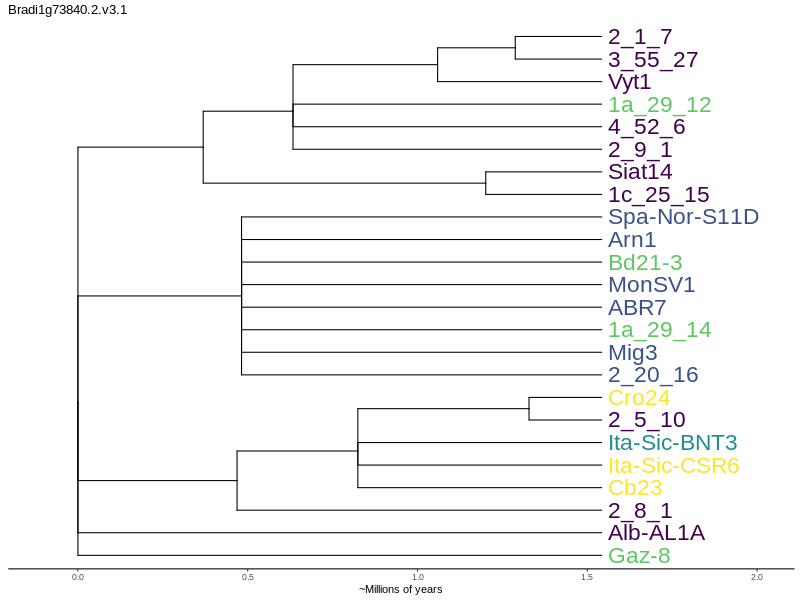 Bradi1g73840.2.v3.1
2_1_7
3_55_27
Vyt1
1a_29_12
4_52_6
2_9_1
Siat14
1c_25_15
Spa-Nor-S11D
Arn1
Bd21-3
MonSV1
ABR7
1a_29_14
Mig3
2_20_16
Cro24
2_5_10
Ita-Sic-BNT3
Ita-Sic-CSR6
Cb23
2_8_1
Alb-AL1A
Gaz-8
0.0 0.5 1.0 1.5 2.0
~Millions of years